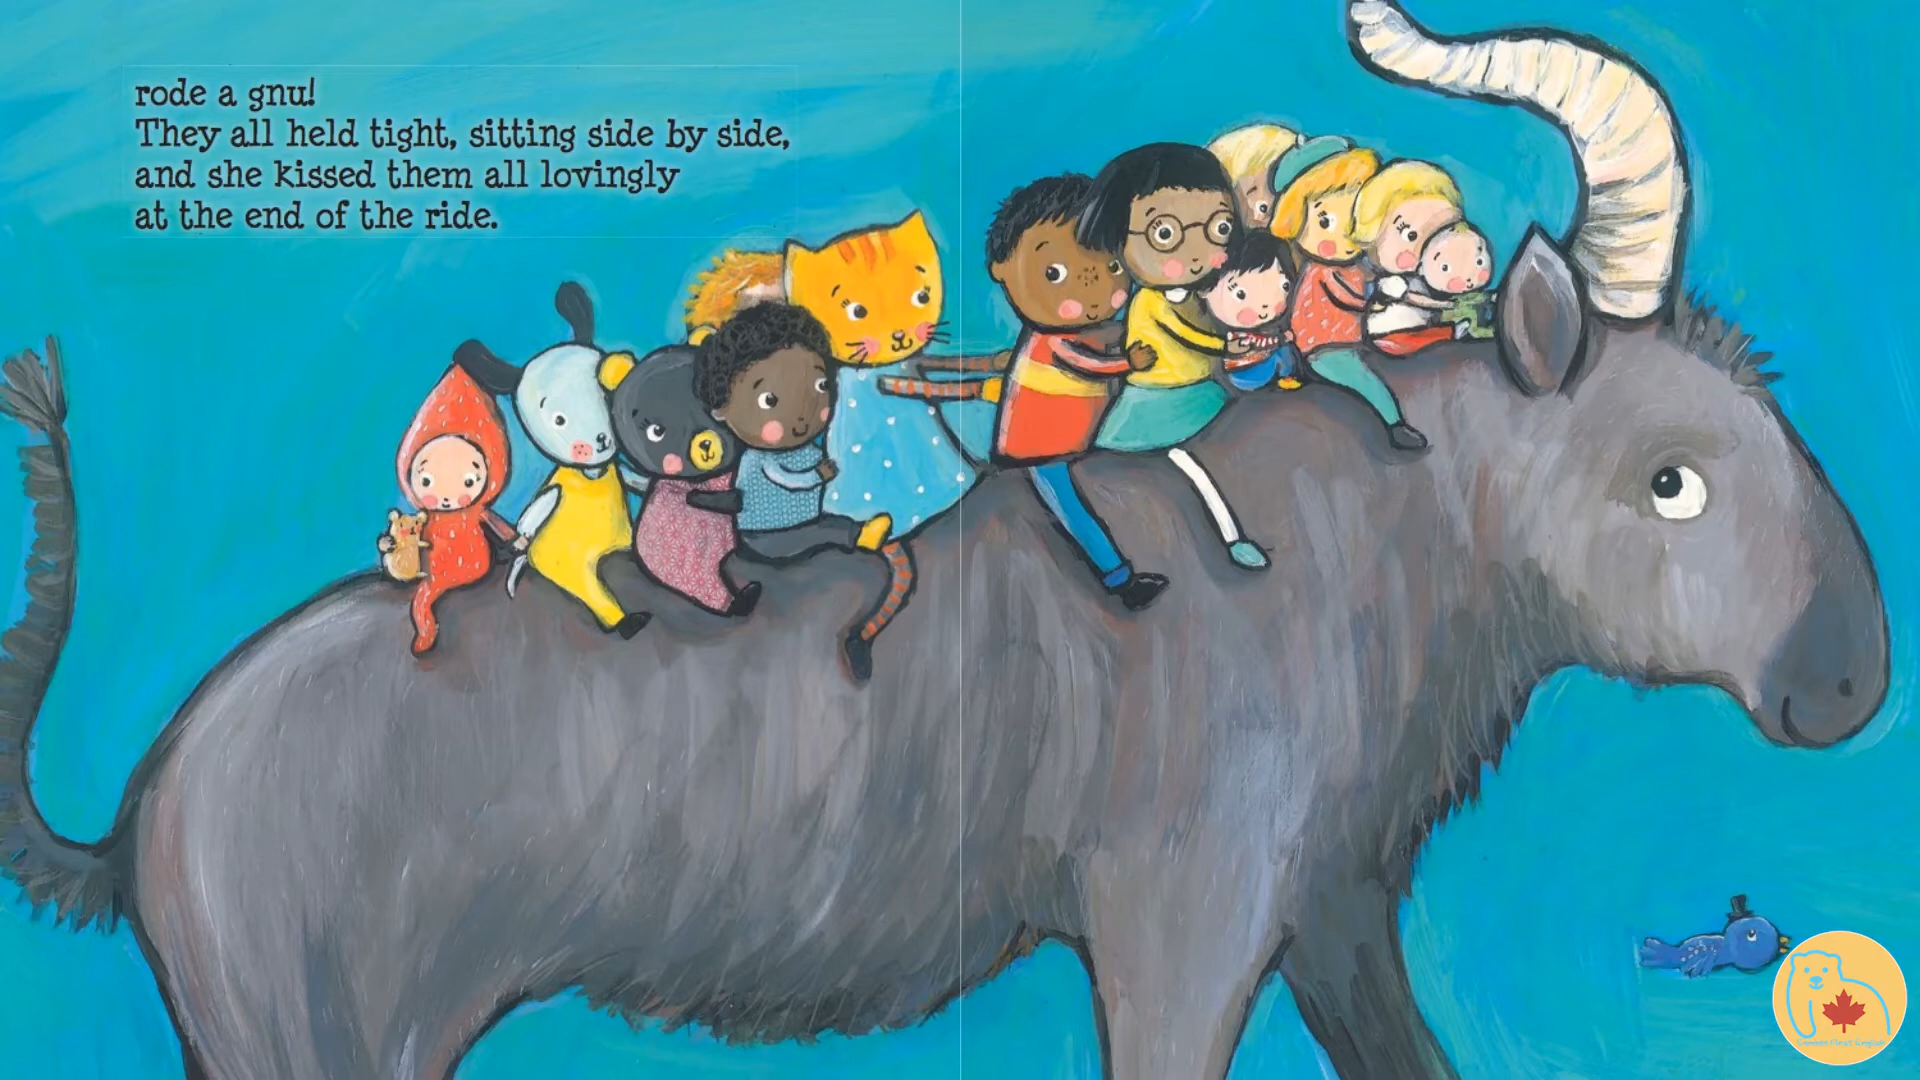 rode a gnu!
They all held tight, sitting side by side,
and she kissed them all lovingly
at the end of the ride.